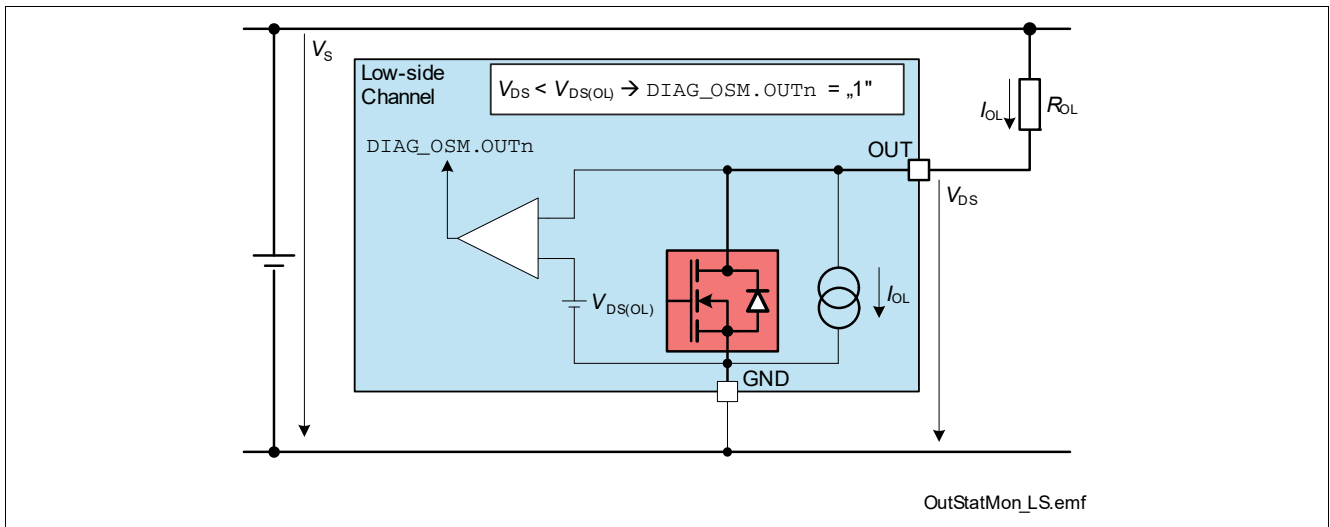 VS
Low-side
Channel
VDS < VDS(OL) → DIAG_OSM.OUTn = „1"
IOL
ROL
DIAG_OSM.OUTn
OUT
VDS
VDS(OL)
IOL
GND
OutStatMon_LS.emf